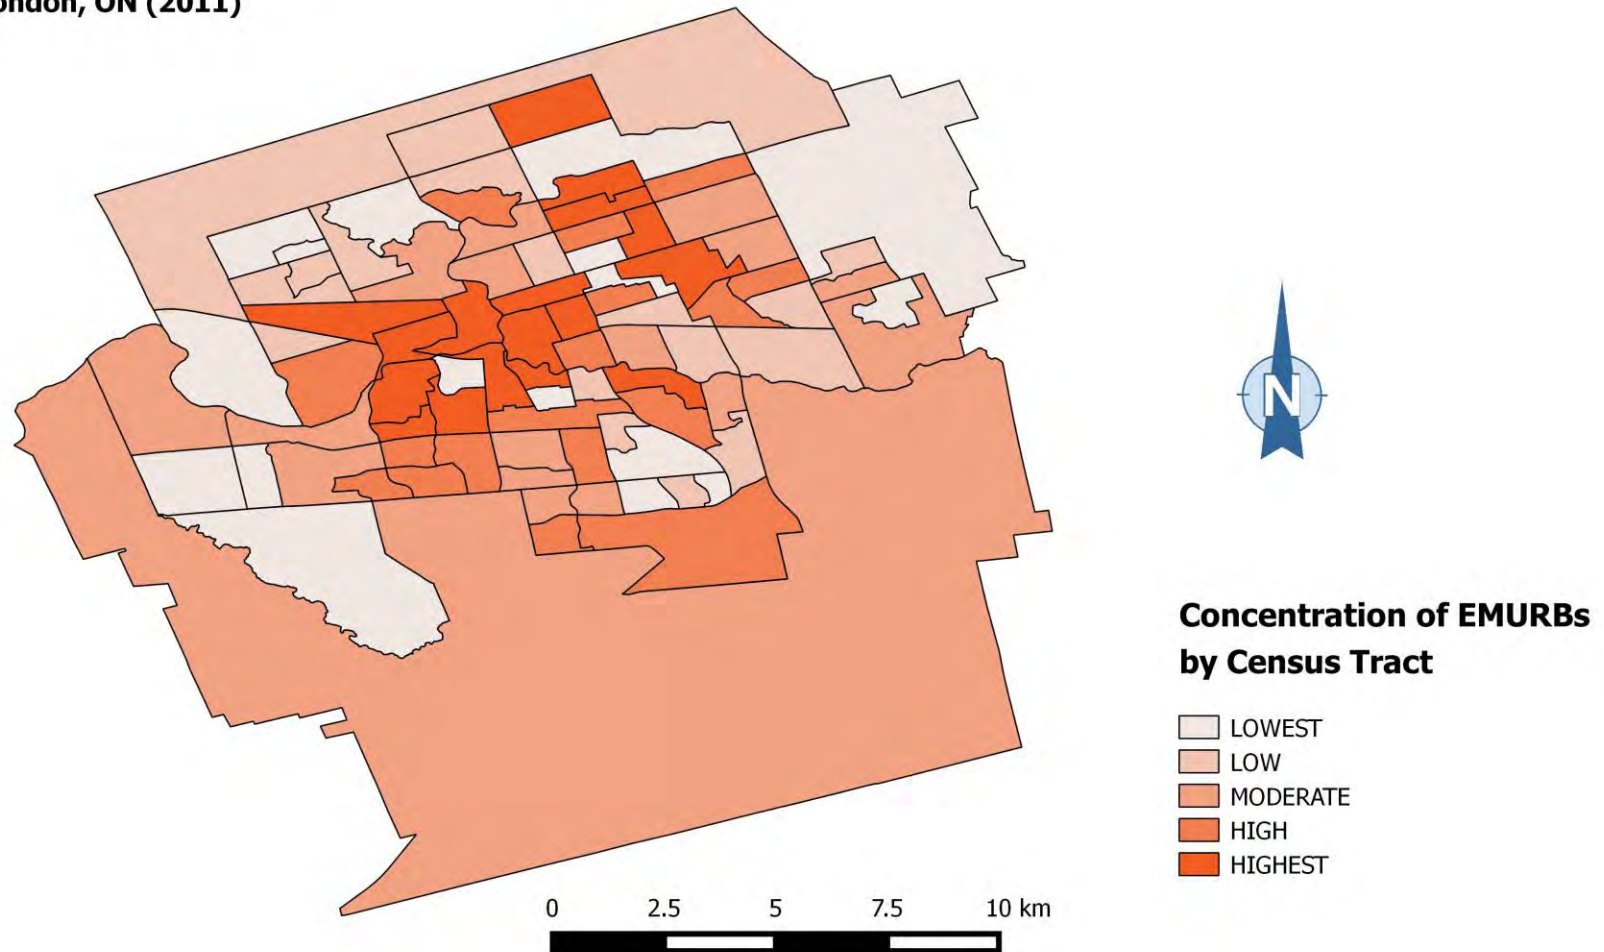 ondon, ON (2011)
N
Concentration of EMURBs
by Census Tract
LOWEST
LOW
MODERATE
HIGH
HIGHEST
0 2.5 5 7.5 10 km